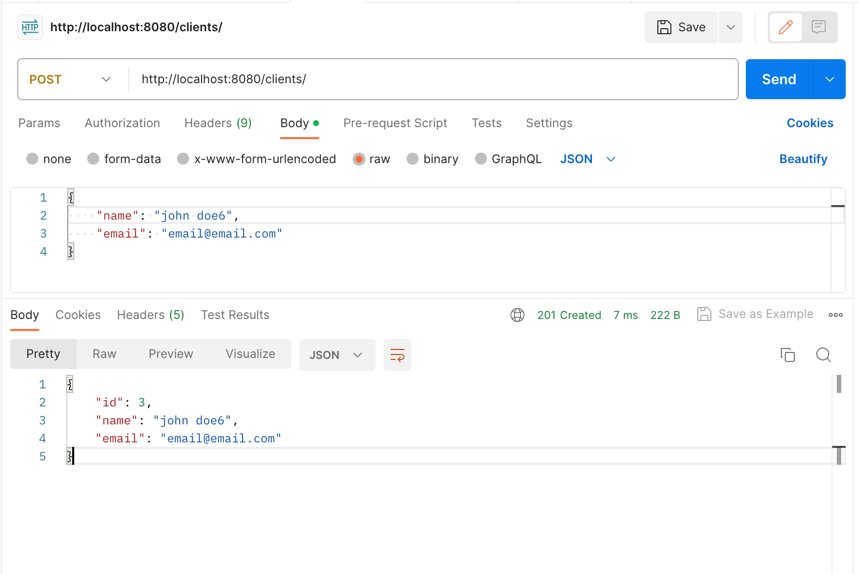 HTTP http://localhost:8080/clients/ Save
POST http://localhost:8080/clients/ Send
Params Authorization Headers (9) Body Pre-request Script Tests Settings Cookies
none form-data x-www-form-urlencoded raw binary GraphQL JSON Beautify
1 {
2 "name": "john doe6",
3 "email": "email@email.com"
4 }
Body Cookies Headers (5) Test Results 201 Created 7 ms 222 B Save as Example
Pretty Raw Preview Visualize JSON
1 {
2 "id": 3,
3 "name": "john doe6",
4 "email": "email@email.com"
5 }